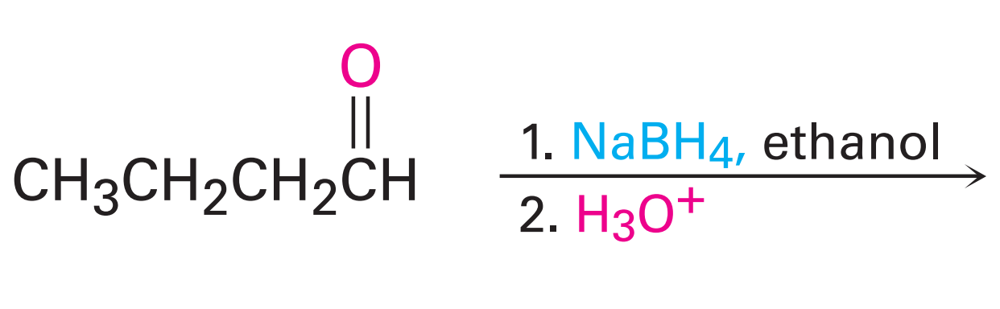 O
CH₃CH₂CH₂CH
1. NaBH₄, ethanol
2. H₃O⁺